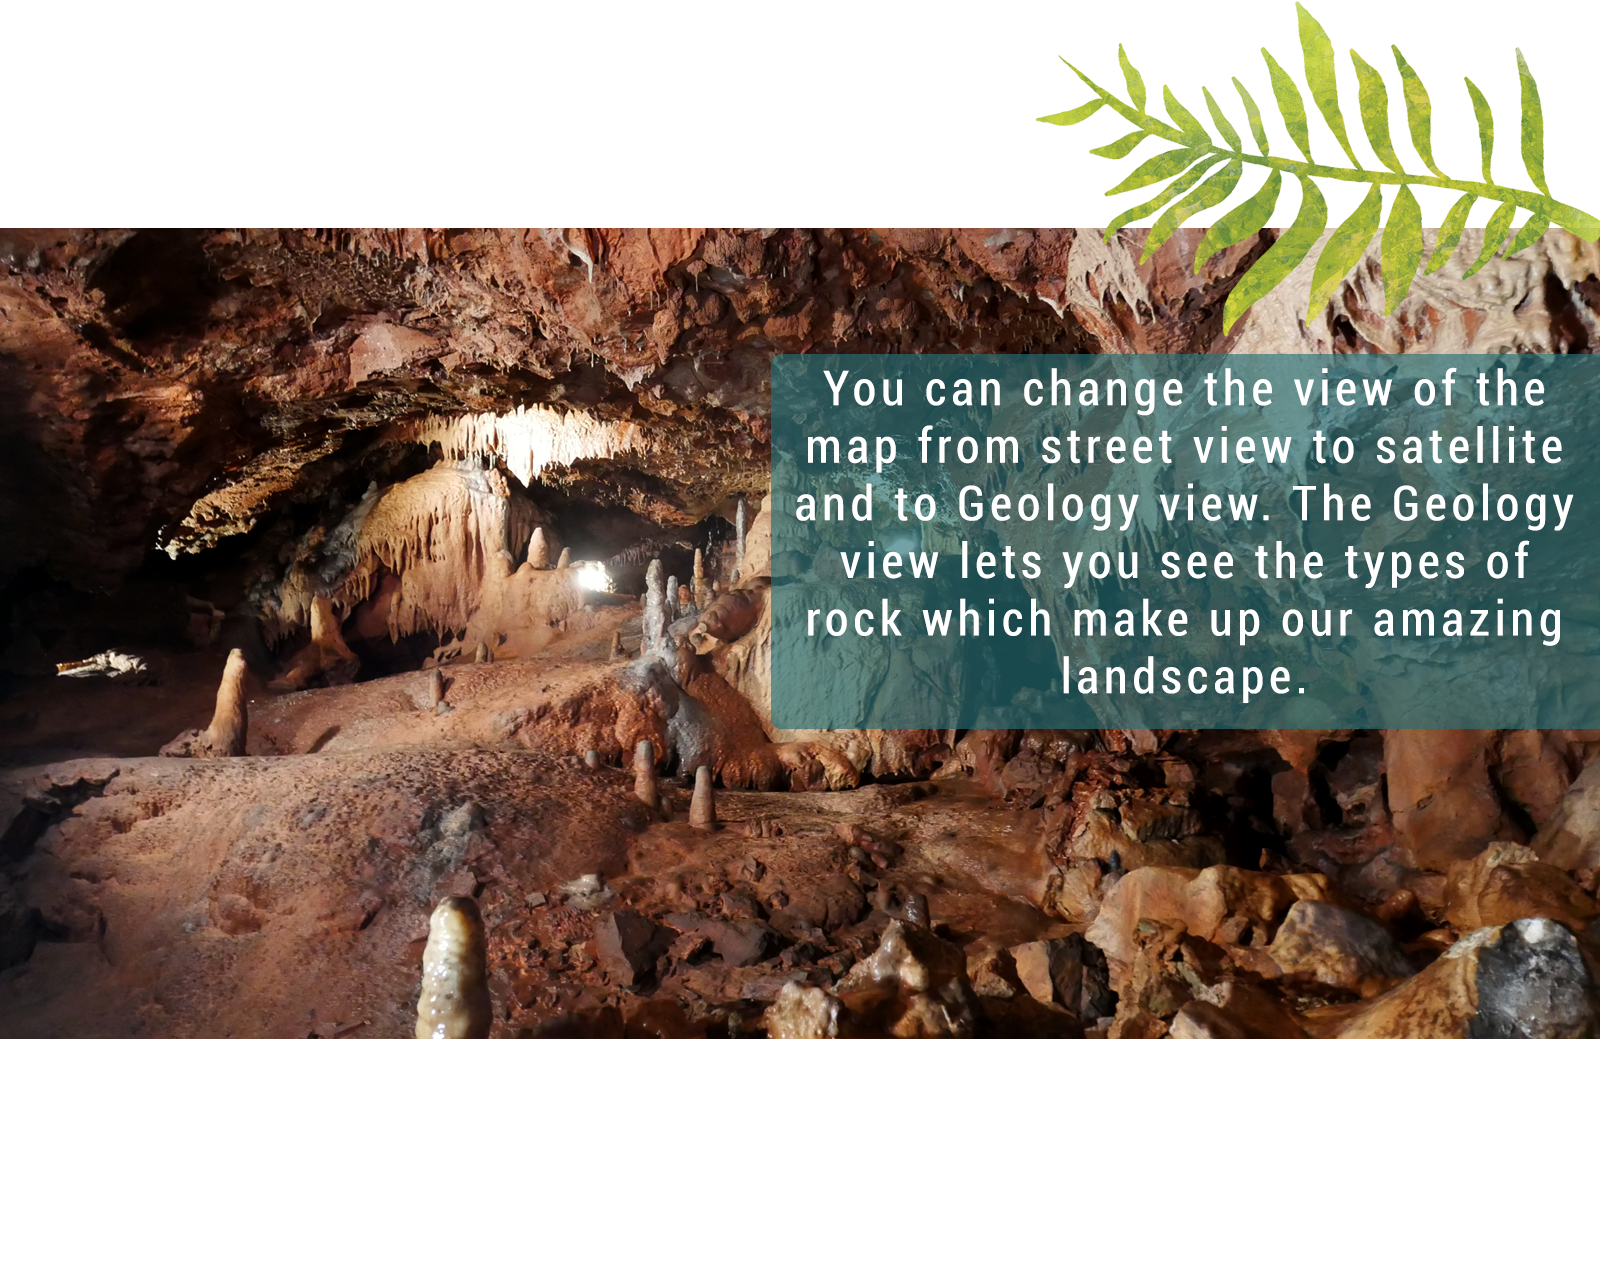 You can change the view of the
map from street view to satellite
and to Geology view. The Geology
view lets you see the types of
rock which make up our amazing
landscape.